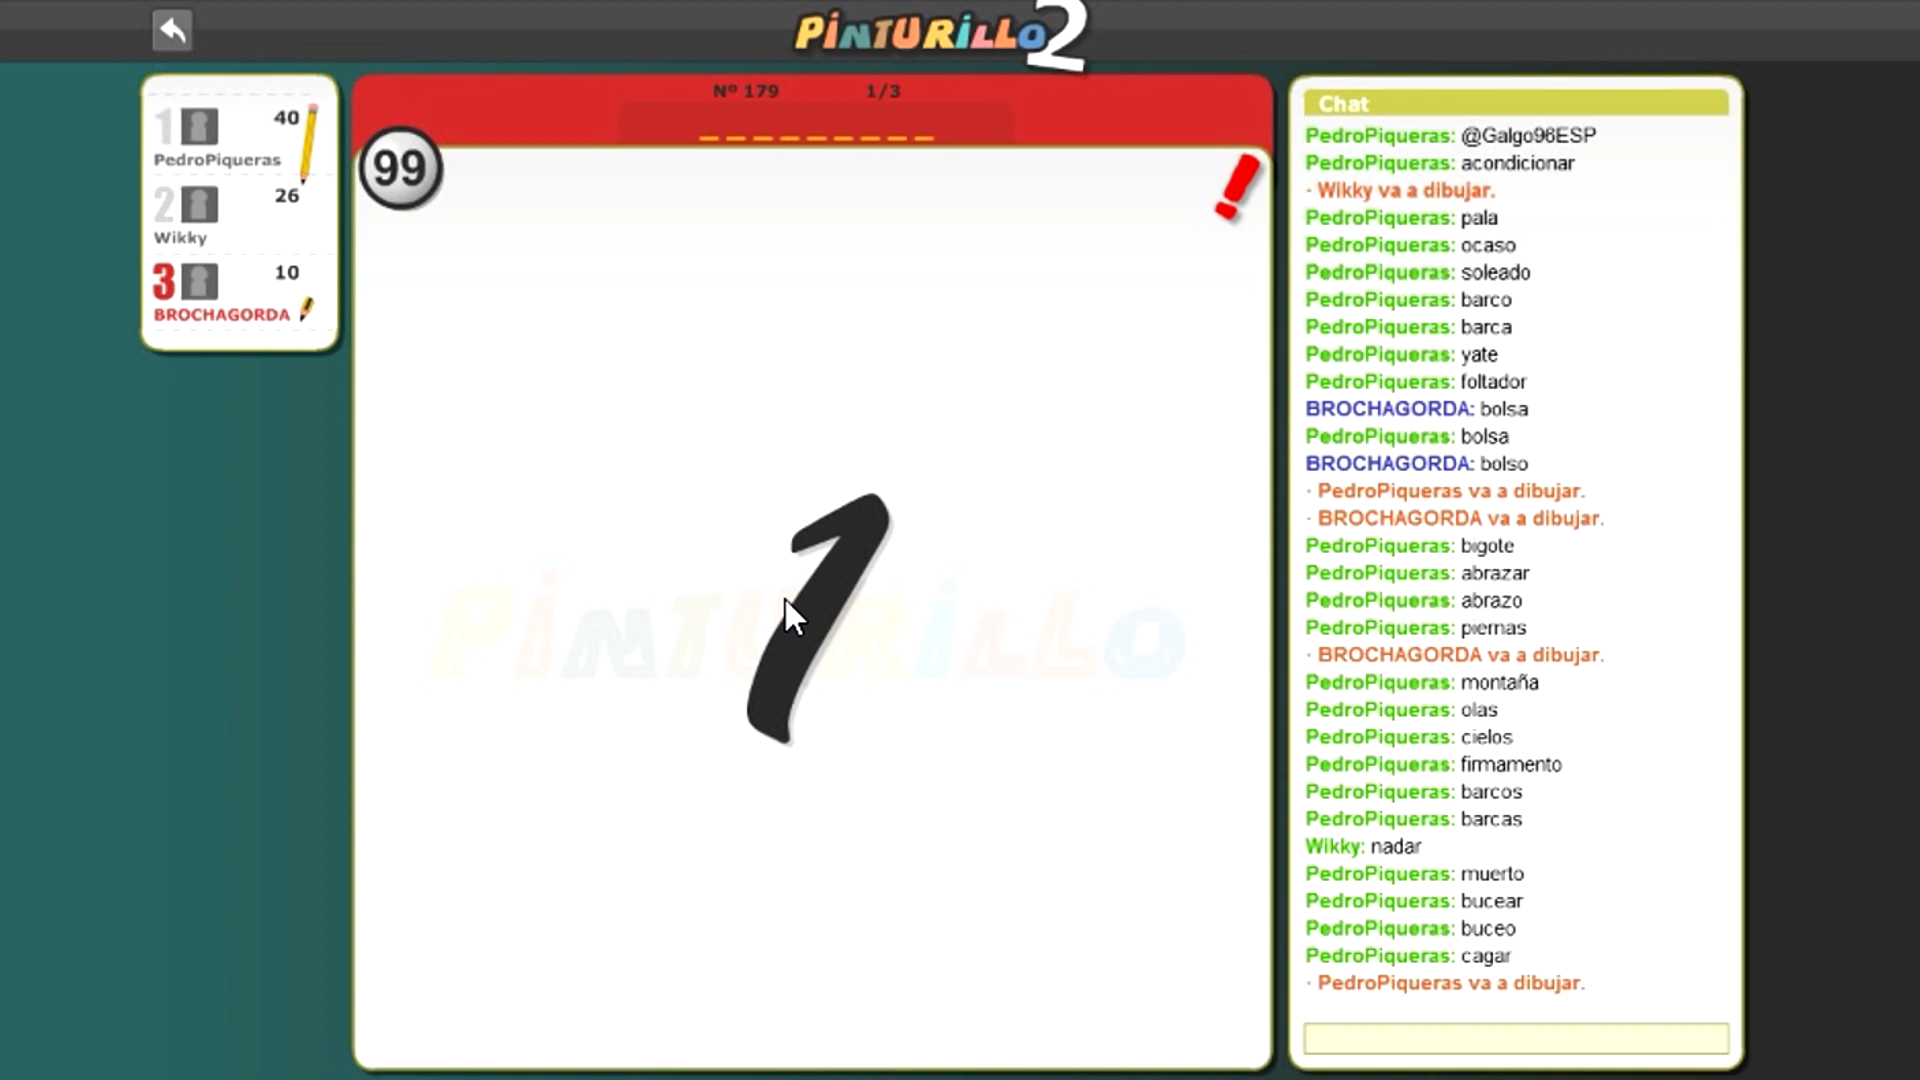 PiNTURiLLO 2
Nº 179 1/3
_ _ _ _ _ _ _ _ _
99
1 40
PedroPiqueras
2 26
Wikky
3 10
BROCHAGORDA
!
1
PiNTURiLLO
Chat
PedroPiqueras: @Galgo96ESP
PedroPiqueras: acondicionar
· Wikky va a dibujar.
PedroPiqueras: pala
PedroPiqueras: ocaso
PedroPiqueras: soleado
PedroPiqueras: barco
PedroPiqueras: barca
PedroPiqueras: yate
PedroPiqueras: foltador
BROCHAGORDA: bolsa
PedroPiqueras: bolsa
BROCHAGORDA: bolso
· PedroPiqueras va a dibujar.
· BROCHAGORDA va a dibujar.
PedroPiqueras: bigote
PedroPiqueras: abrazar
PedroPiqueras: abrazo
PedroPiqueras: piernas
· BROCHAGORDA va a dibujar.
PedroPiqueras: montaña
PedroPiqueras: olas
PedroPiqueras: cielos
PedroPiqueras: firmamento
PedroPiqueras: barcos
PedroPiqueras: barcas
Wikky: nadar
PedroPiqueras: muerto
PedroPiqueras: bucear
PedroPiqueras: buceo
PedroPiqueras: cagar
· PedroPiqueras va a dibujar.